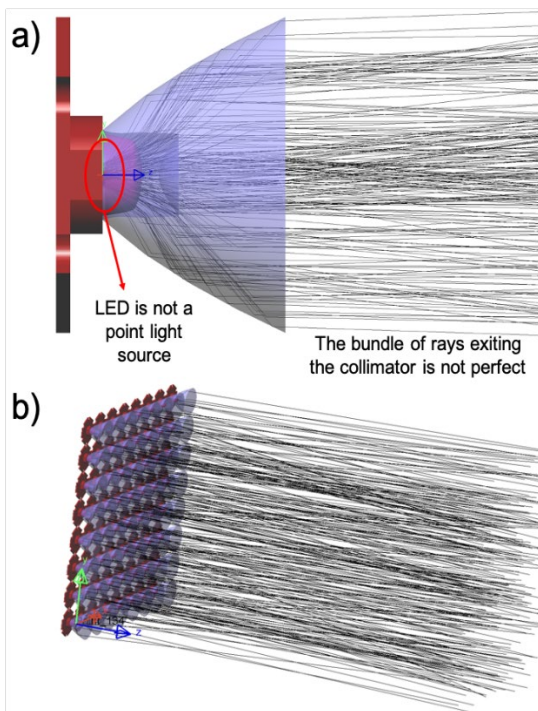 a)
z
LED is not a
point light
source
The bundle of rays exiting
the collimator is not perfect
b)
z